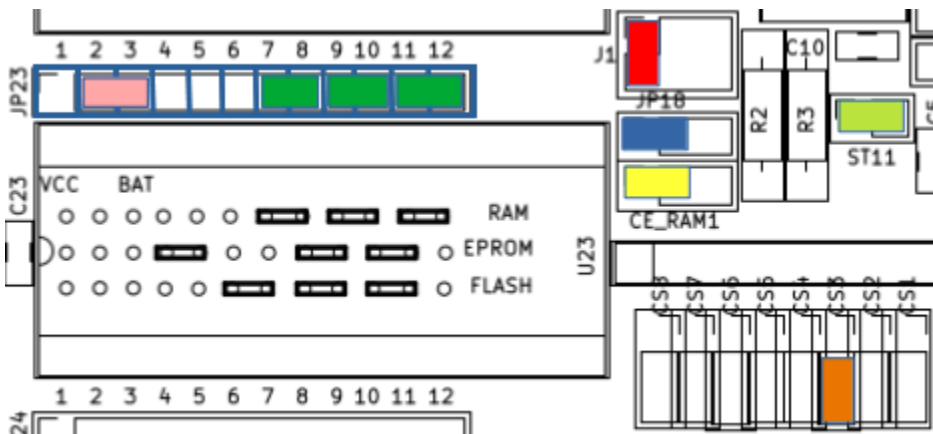 1 2 3 4 5 6 7 8 9 10 11 12
JP23
J1
C10
JP18
R2
R3
ST11
CE_RAM1
C23
VCC BAT
RAM
EPROM
FLASH
U23
CS8 CS7 CS6 CS5 CS4 CS3 CS2 CS1
1 2 3 4 5 6 7 8 9 10 11 12
24